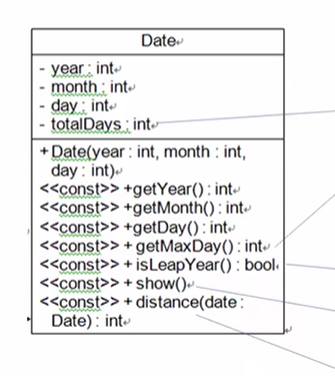 Date
- year : int
- month : int
- day : int
- totalDays : int
+ Date(year : int, month : int,
day : int)
<<const>> +getYear() : int
<<const>> +getMonth() : int
<<const>> +getDay() : int
<<const>> + getMaxDay() : int
<<const>> + isLeapYear() : bool
<<const>> + show()
<<const>> + distance(date :
Date) : int